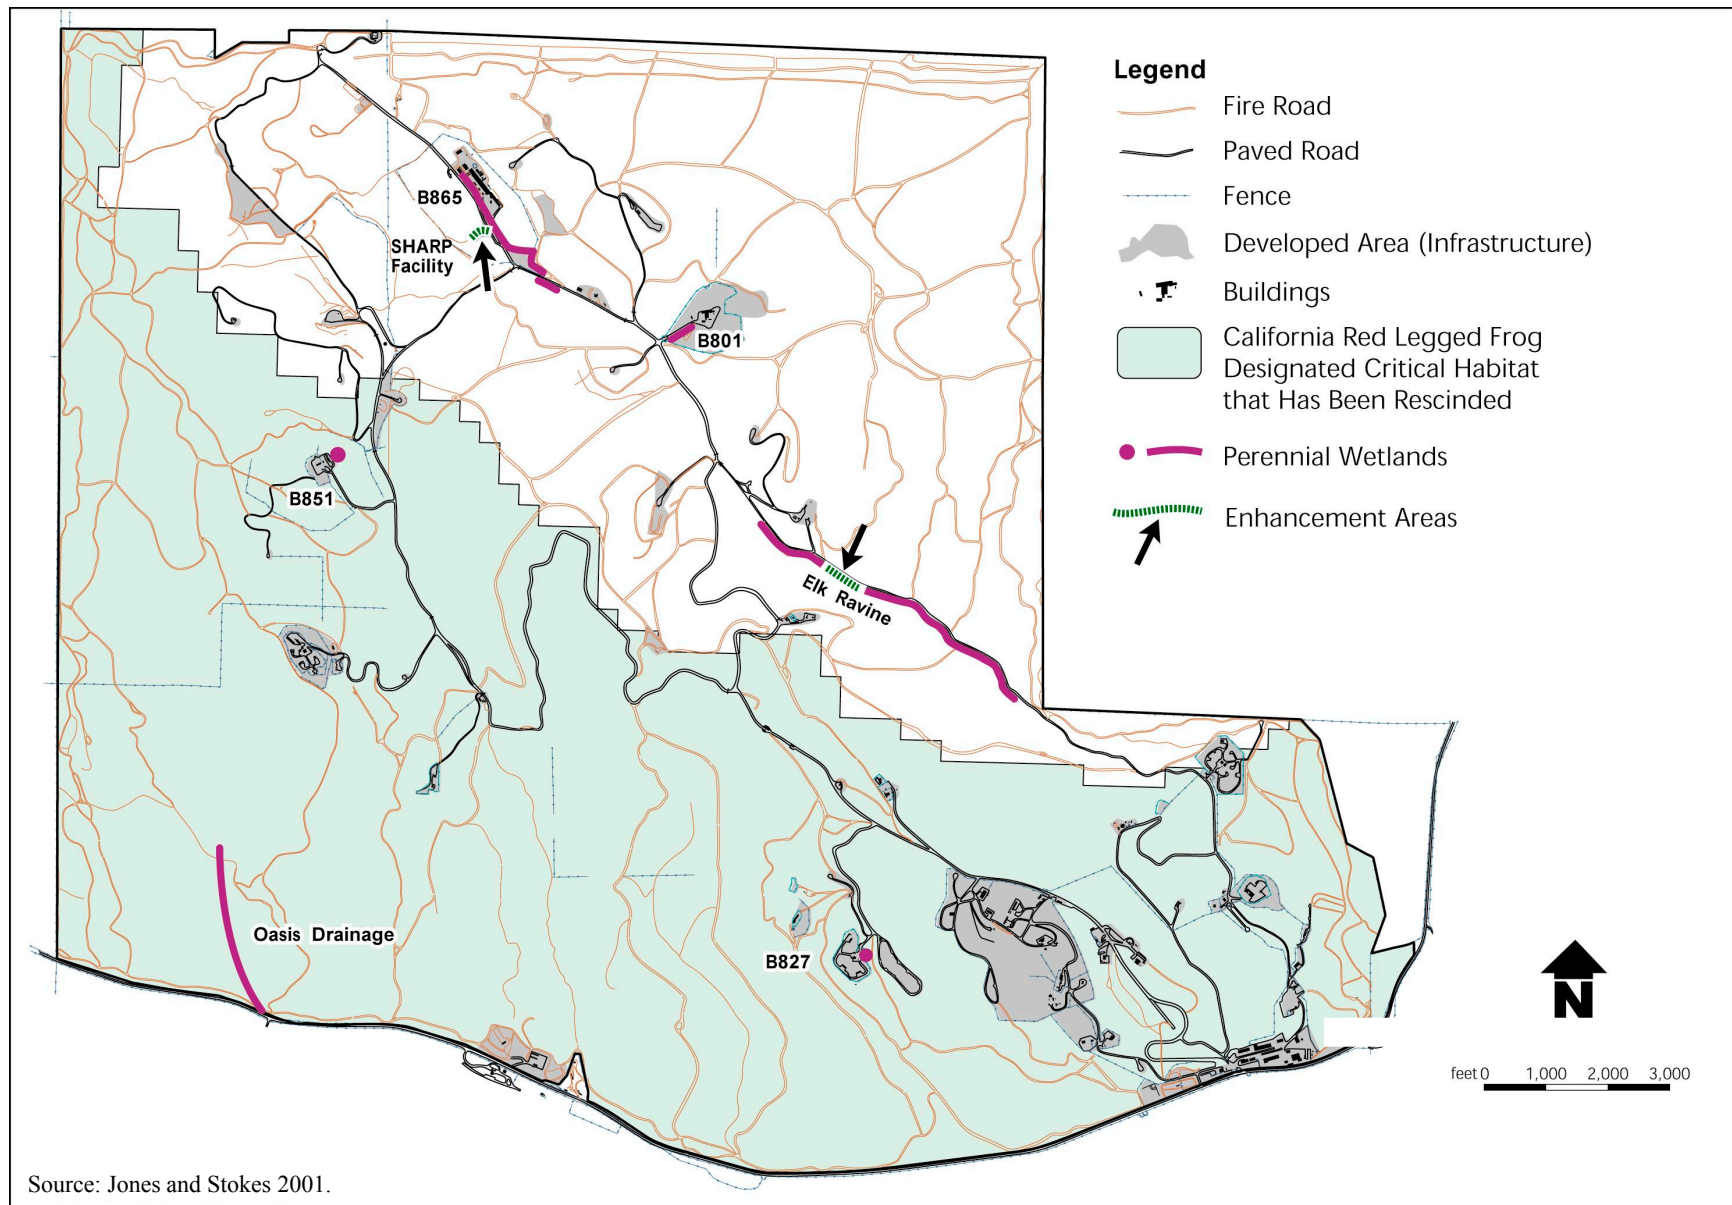 Legend
Fire Road
Paved Road
Fence
Developed Area (Infrastructure)
Buildings
California Red Legged Frog
Designated Critical Habitat
that Has Been Rescinded
Perennial Wetlands
Enhancement Areas
B865
SHARP
Facility
B801
B851
Elk Ravine
Oasis Drainage
B827
N
feet 0 1,000 2,000 3,000
Source: Jones and Stokes 2001.